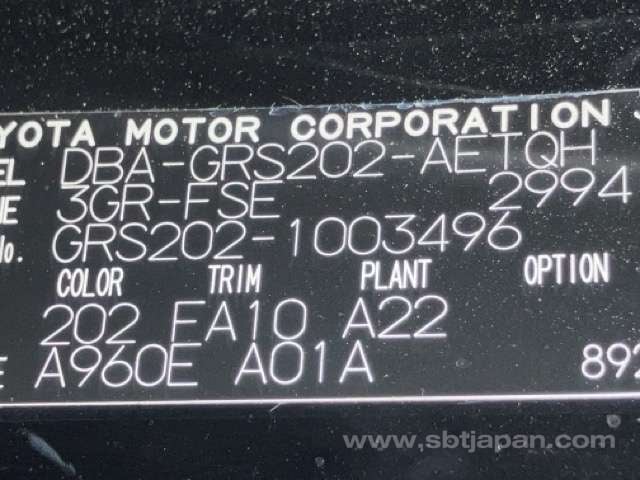 YOTA MOTOR CORPORATION
EL DBA-GRS202-AETQH
NE 3GR-FSE 2994
No. GRS202-1003496
COLOR TRIM PLANT OPTION
202 FA10 A22
E A960E A01A 892
www.sbtjapan.com